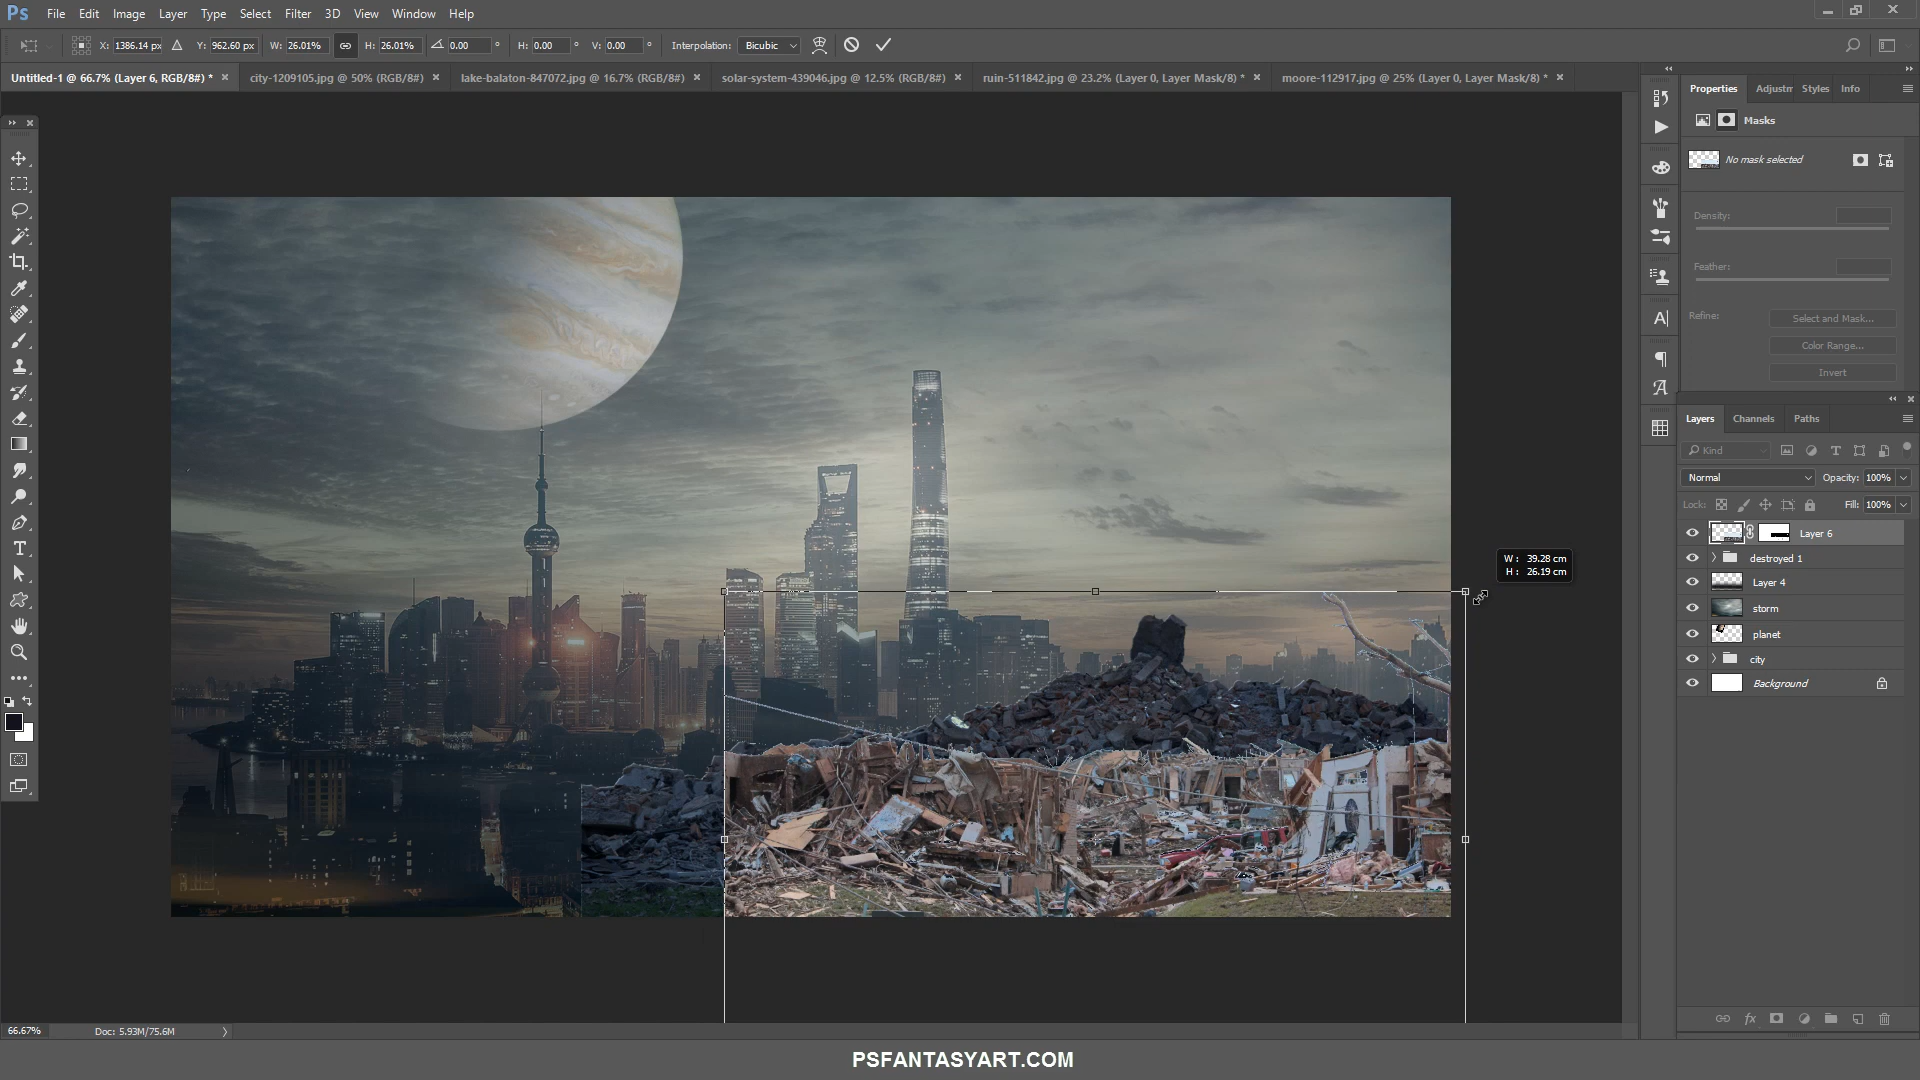 Ps File Edit Image Layer Type Select Filter 3D View Window Help
X: 1386.14 px Y: 962.60 px W: 26.01% H: 26.01% 0.00 ° H: 0.00 ° V: 0.00 ° Interpolation: Bicubic
Untitled-1 @ 66.7% (Layer 6, RGB/8#) * × city-1209105.jpg @ 50% (RGB/8#) × lake-balaton-847072.jpg @ 16.7% (RGB/8#) × solar-system-439046.jpg @ 12.5% (RGB/8#) × ruin-511842.jpg @ 23.2% (Layer 0, Layer Mask/8) * × moore-112917.jpg @ 25% (Layer 0, Layer Mask/8) * ×
Properties Adjustm Styles Info
Masks
No mask selected
Density:
Feather:
Refine: Select and Mask...
Color Range...
Invert
Layers Channels Paths
Kind
Normal Opacity: 100%
Lock: Fill: 100%
Layer 6
destroyed 1
Layer 4
storm
planet
city
Background
W : 39.28 cm
H : 26.19 cm
66.67% Doc: 5.93M/75.6M
PSFANTASYART.COM